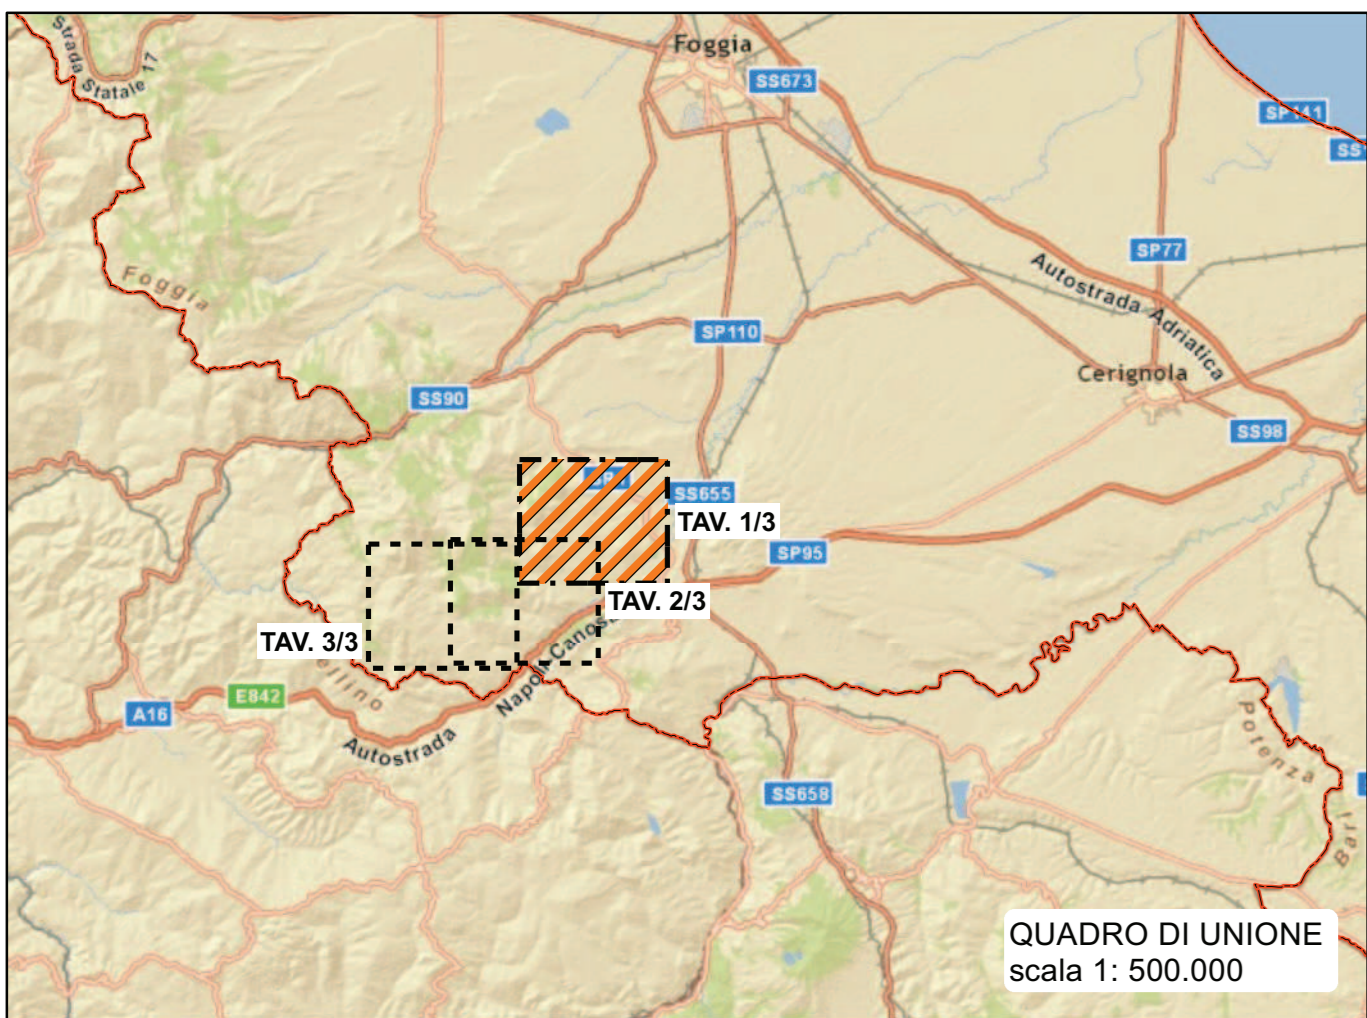 Strada Statale 17
Foggia
SS673
SP141
SP77
Foggia
Autostrada Adriatica
SP110
Cerignola
SS90
SS98
SS655
TAV. 1/3
SP95
TAV. 2/3
TAV. 3/3
E842
A16
Autostrada
Napoli-Canosa
Potenza
SS658
QUADRO DI UNIONE
scala 1: 500.000